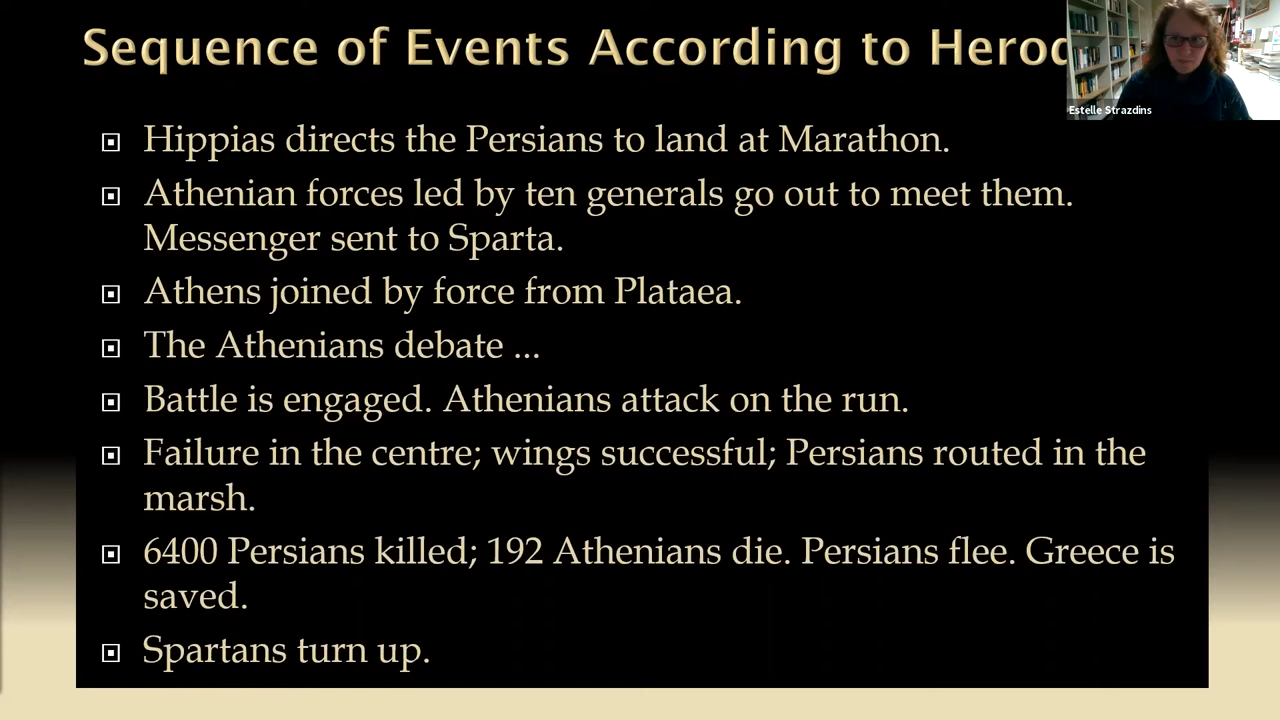 Sequence of Events According to
Estelle Strazdins
Hippias directs the Persians to land at Marathon.
Athenian forces led by ten generals go out to meet them.
Messenger sent to Sparta.
Athens joined by force from Plataea.
The Athenians debate ...
Battle is engaged. Athenians attack on the run.
Failure in the centre; wings successful; Persians routed in the
marsh.
6400 Persians killed; 192 Athenians die. Persians flee. Greece is
saved.
Spartans turn up.